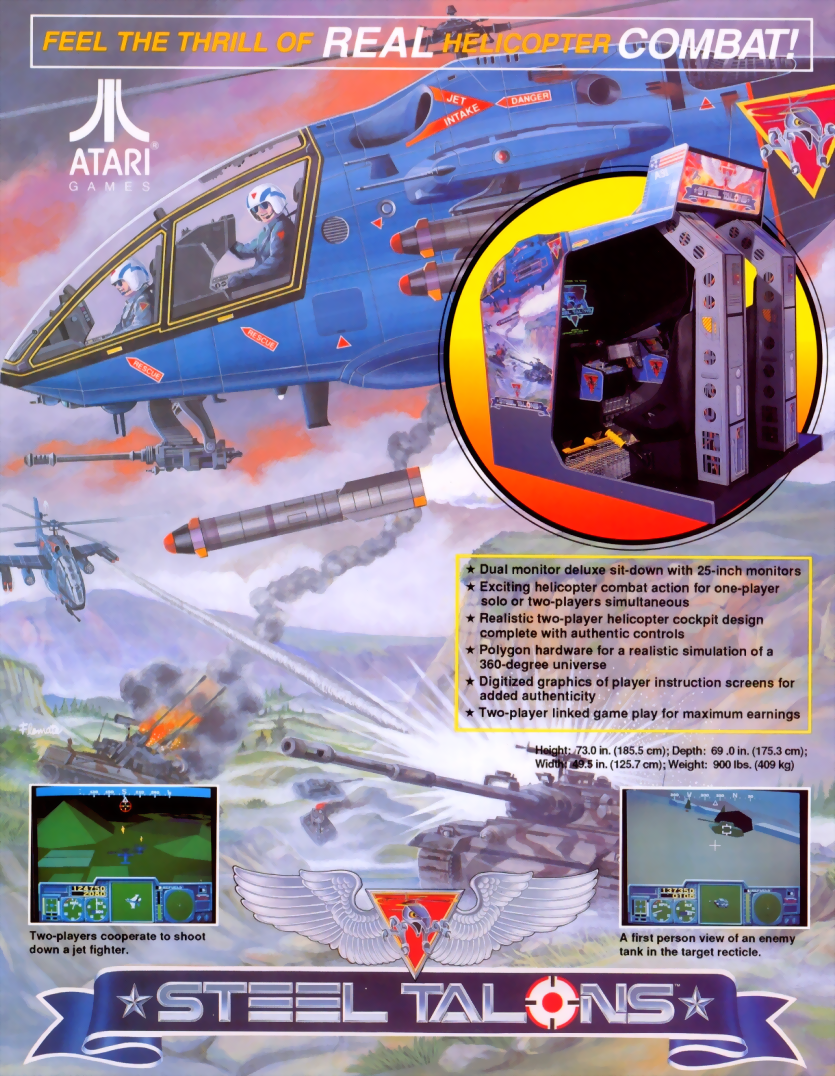 FEEL THE THRILL OF REAL HELICOPTER COMBAT!
JET INTAKE
DANGER
ATARI®
GAMES
STEEL TALONS
RESCUE
RESCUE
★ Dual monitor deluxe sit-down with 25-inch monitors
★ Exciting helicopter combat action for one-player
solo or two-players simultaneous
★ Realistic two-player helicopter cockpit design
complete with authentic controls
★ Polygon hardware for a realistic simulation of a
360-degree universe
★ Digitized graphics of player instruction screens for
added authenticity
★ Two-player linked game play for maximum earnings
Height: 73.0 in. (185.5 cm); Depth: 69 .0 in. (175.3 cm);
Width: 49.5 in. (125.7 cm); Weight: 900 lbs. (409 kg)
124750
2040
137350
0108
Two-players cooperate to shoot
down a jet fighter.
A first person view of an enemy
tank in the target recticle.
★ STEEL TALONS™ ★